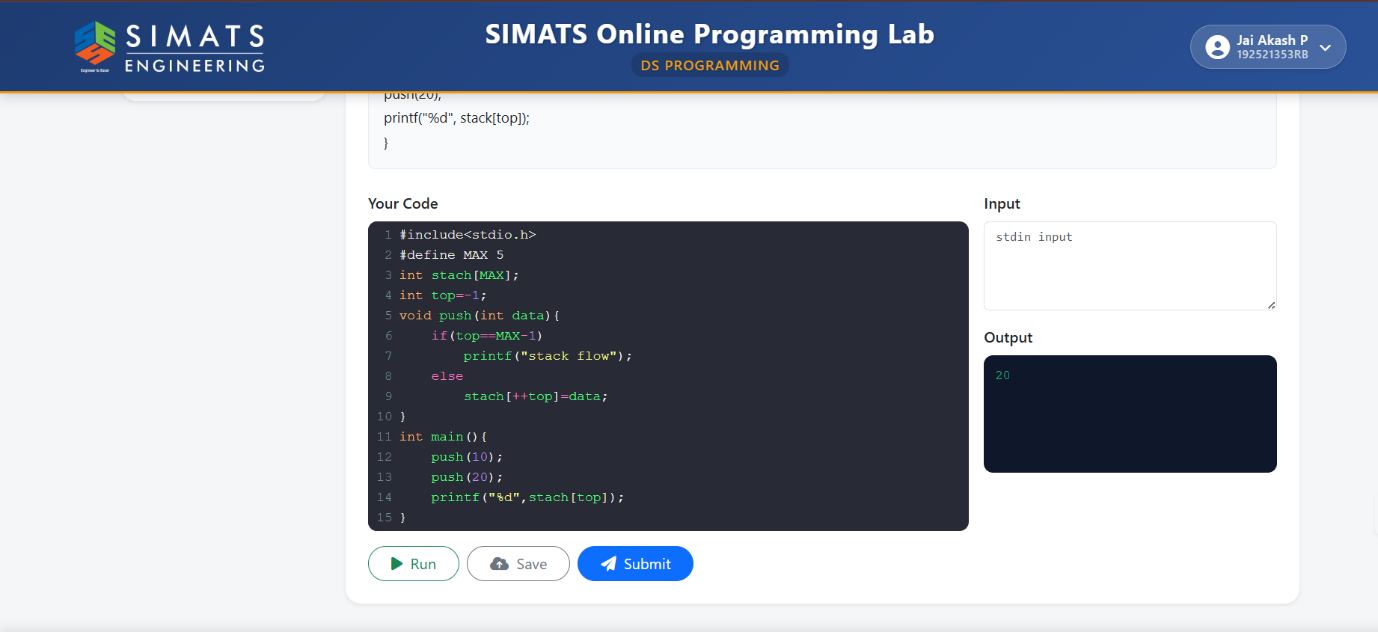 SIMATS
ENGINEERING
Engineer to Excel
SIMATS Online Programming Lab
DS PROGRAMMING
Jai Akash P
192521353RB
push(20);
printf("%d", stack[top]);
}
Your Code
1 #include<stdio.h>
2 #define MAX 5
3 int stach[MAX];
4 int top=-1;
5 void push(int data){
6 if(top==MAX-1)
7 printf("stack flow");
8 else
9 stach[++top]=data;
10 }
11 int main(){
12 push(10);
13 push(20);
14 printf("%d",stach[top]);
15 }
Input
stdin input
Output
20
Run
Save
Submit